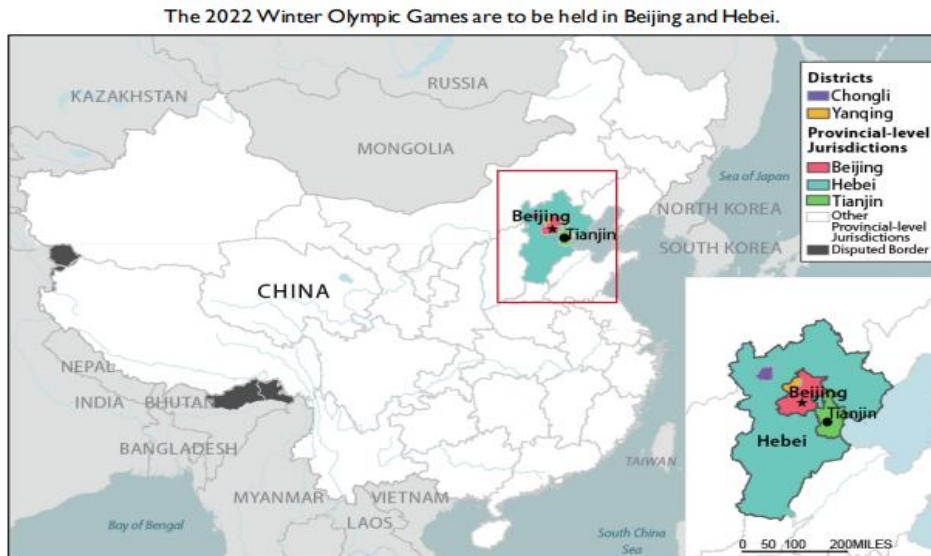 The 2022 Winter Olympic Games are to be held in Beijing and Hebei.
KAZAKHSTAN
RUSSIA
MONGOLIA
Districts
Chongli
Yanqing
Provincial-level
Jurisdictions
Beijing
Hebei
Tianjin
Other
Provincial-level
Jurisdictions
Disputed Border
Sea of Japan
NORTH KOREA
SOUTH KOREA
Beijing
Tianjin
CHINA
NEPAL
INDIA
BHUTAN
BANGLADESH
MYANMAR
VIETNAM
LAOS
TAIWAN
Bay of Bengal
South China
Sea
Beijing
Tianjin
Hebei
0 50 100 200MILES